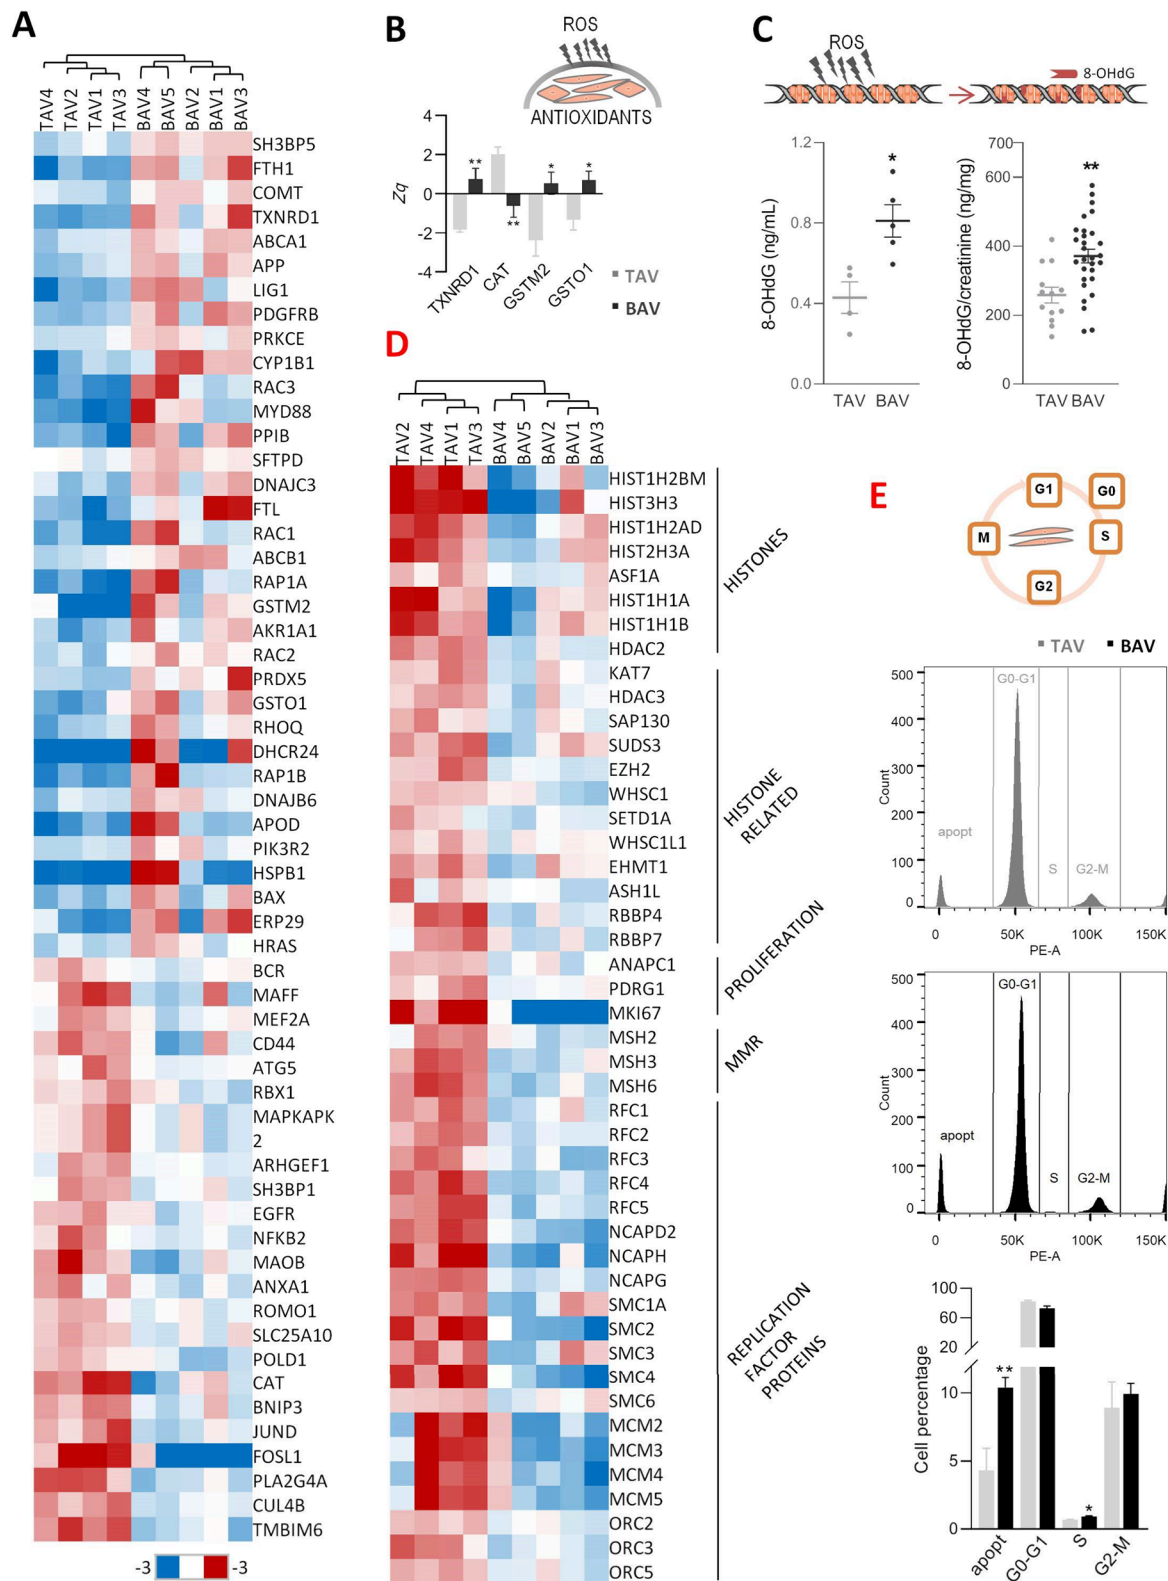 A
TAV4
TAV2
TAV1
TAV3
BAV4
BAV5
BAV2
BAV1
BAV3
SH3BP5
FTH1
COMT
TXNRD1
ABCA1
APP
LIG1
PDGFRB
PRKCE
CYP1B1
RAC3
MYD88
PPIB
SFTPD
DNAJC3
FTL
RAC1
ABCB1
RAP1A
GSTM2
AKR1A1
RAC2
PRDX5
GSTO1
RHOQ
DHCR24
RAP1B
DNAJB6
APOD
PIK3R2
HSPB1
BAX
ERP29
HRAS
BCR
MAFF
MEF2A
CD44
ATG5
RBX1
MAPKAPK
2
ARHGEF1
SH3BP1
EGFR
NFKB2
MAOB
ANXA1
ROMO1
SLC25A10
POLD1
CAT
BNIP3
JUND
FOSL1
PLA2G4A
CUL4B
TMBIM6
-3
-3
B
ROS
ANTIOXIDANTS
4
2
0
-2
-4
Zq
**
**
*
*
TXNRD1
CAT
GSTM2
GSTO1
TAV
BAV
C
ROS
8-OHdG
1.2
0.8
0.4
0.0
8-OHdG (ng/mL)
*
TAV
BAV
700
600
400
200
0
8-OHdG/creatinine (ng/mg)
**
TAV
BAV
D
TAV2
TAV4
TAV1
TAV3
BAV4
BAV5
BAV2
BAV1
BAV3
HIST1H2BM
HIST3H3
HIST1H2AD
HIST2H3A
ASF1A
HIST1H1A
HIST1H1B
HDAC2
KAT7
HDAC3
SAP130
SUDS3
EZH2
WHSC1
SETD1A
WHSC1L1
EHMT1
ASH1L
RBBP4
RBBP7
ANAPC1
PDRG1
MKI67
MSH2
MSH3
MSH6
RFC1
RFC2
RFC3
RFC4
RFC5
NCAPD2
NCAPH
NCAPG
SMC1A
SMC2
SMC3
SMC4
SMC6
MCM2
MCM3
MCM4
MCM5
ORC2
ORC3
ORC5
HISTONES
HISTONE
RELATED
PROLIFERATION
MMR
REPLICATION
FACTOR
PROTEINS
E
G1
G0
M
S
G2
TAV
BAV
500
400
300
200
100
0
Count
G0-G1
apopt
S
G2-M
0
50K
100K
150K
PE-A
500
400
300
200
100
0
Count
G0-G1
apopt
S
G2-M
0
50K
100K
150K
PE-A
100
60
20
10
5
0
Cell percentage
**
*
apopt
G0-G1
S
G2-M